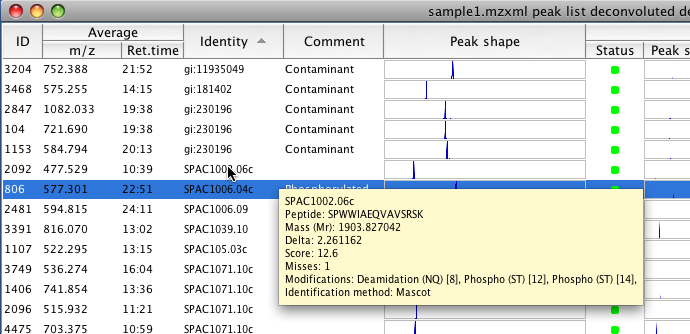 sample1.mzxml peak list deconvoluted de
Average
ID m/z Ret.time Identity Comment Peak shape Status Peak s
3204 752.388 21:52 gi:11935049 Contaminant
3468 575.255 14:15 gi:181402 Contaminant
2847 1082.033 19:38 gi:230196 Contaminant
104 721.690 19:38 gi:230196 Contaminant
1153 584.794 20:13 gi:230196 Contaminant
2092 477.529 10:39 SPAC1002.06c
806 577.301 22:51 SPAC1006.04c Phosphorylated
2481 594.815 24:11 SPAC1006.09
3391 816.070 13:02 SPAC1039.10
1107 522.295 13:15 SPAC105.03c
3749 536.274 16:04 SPAC1071.10c
1406 741.854 13:36 SPAC1071.10c
2096 515.932 11:21 SPAC1071.10c
4475 703.375 10:59 SPAC1071.10c
SPAC1002.06c
Peptide: SPWWIAEQVAVSRSK
Mass (Mr): 1903.827042
Delta: 2.261162
Score: 12.6
Misses: 1
Modifications: Deamidation (NQ) [8], Phospho (ST) [12], Phospho (ST) [14],
Identification method: Mascot